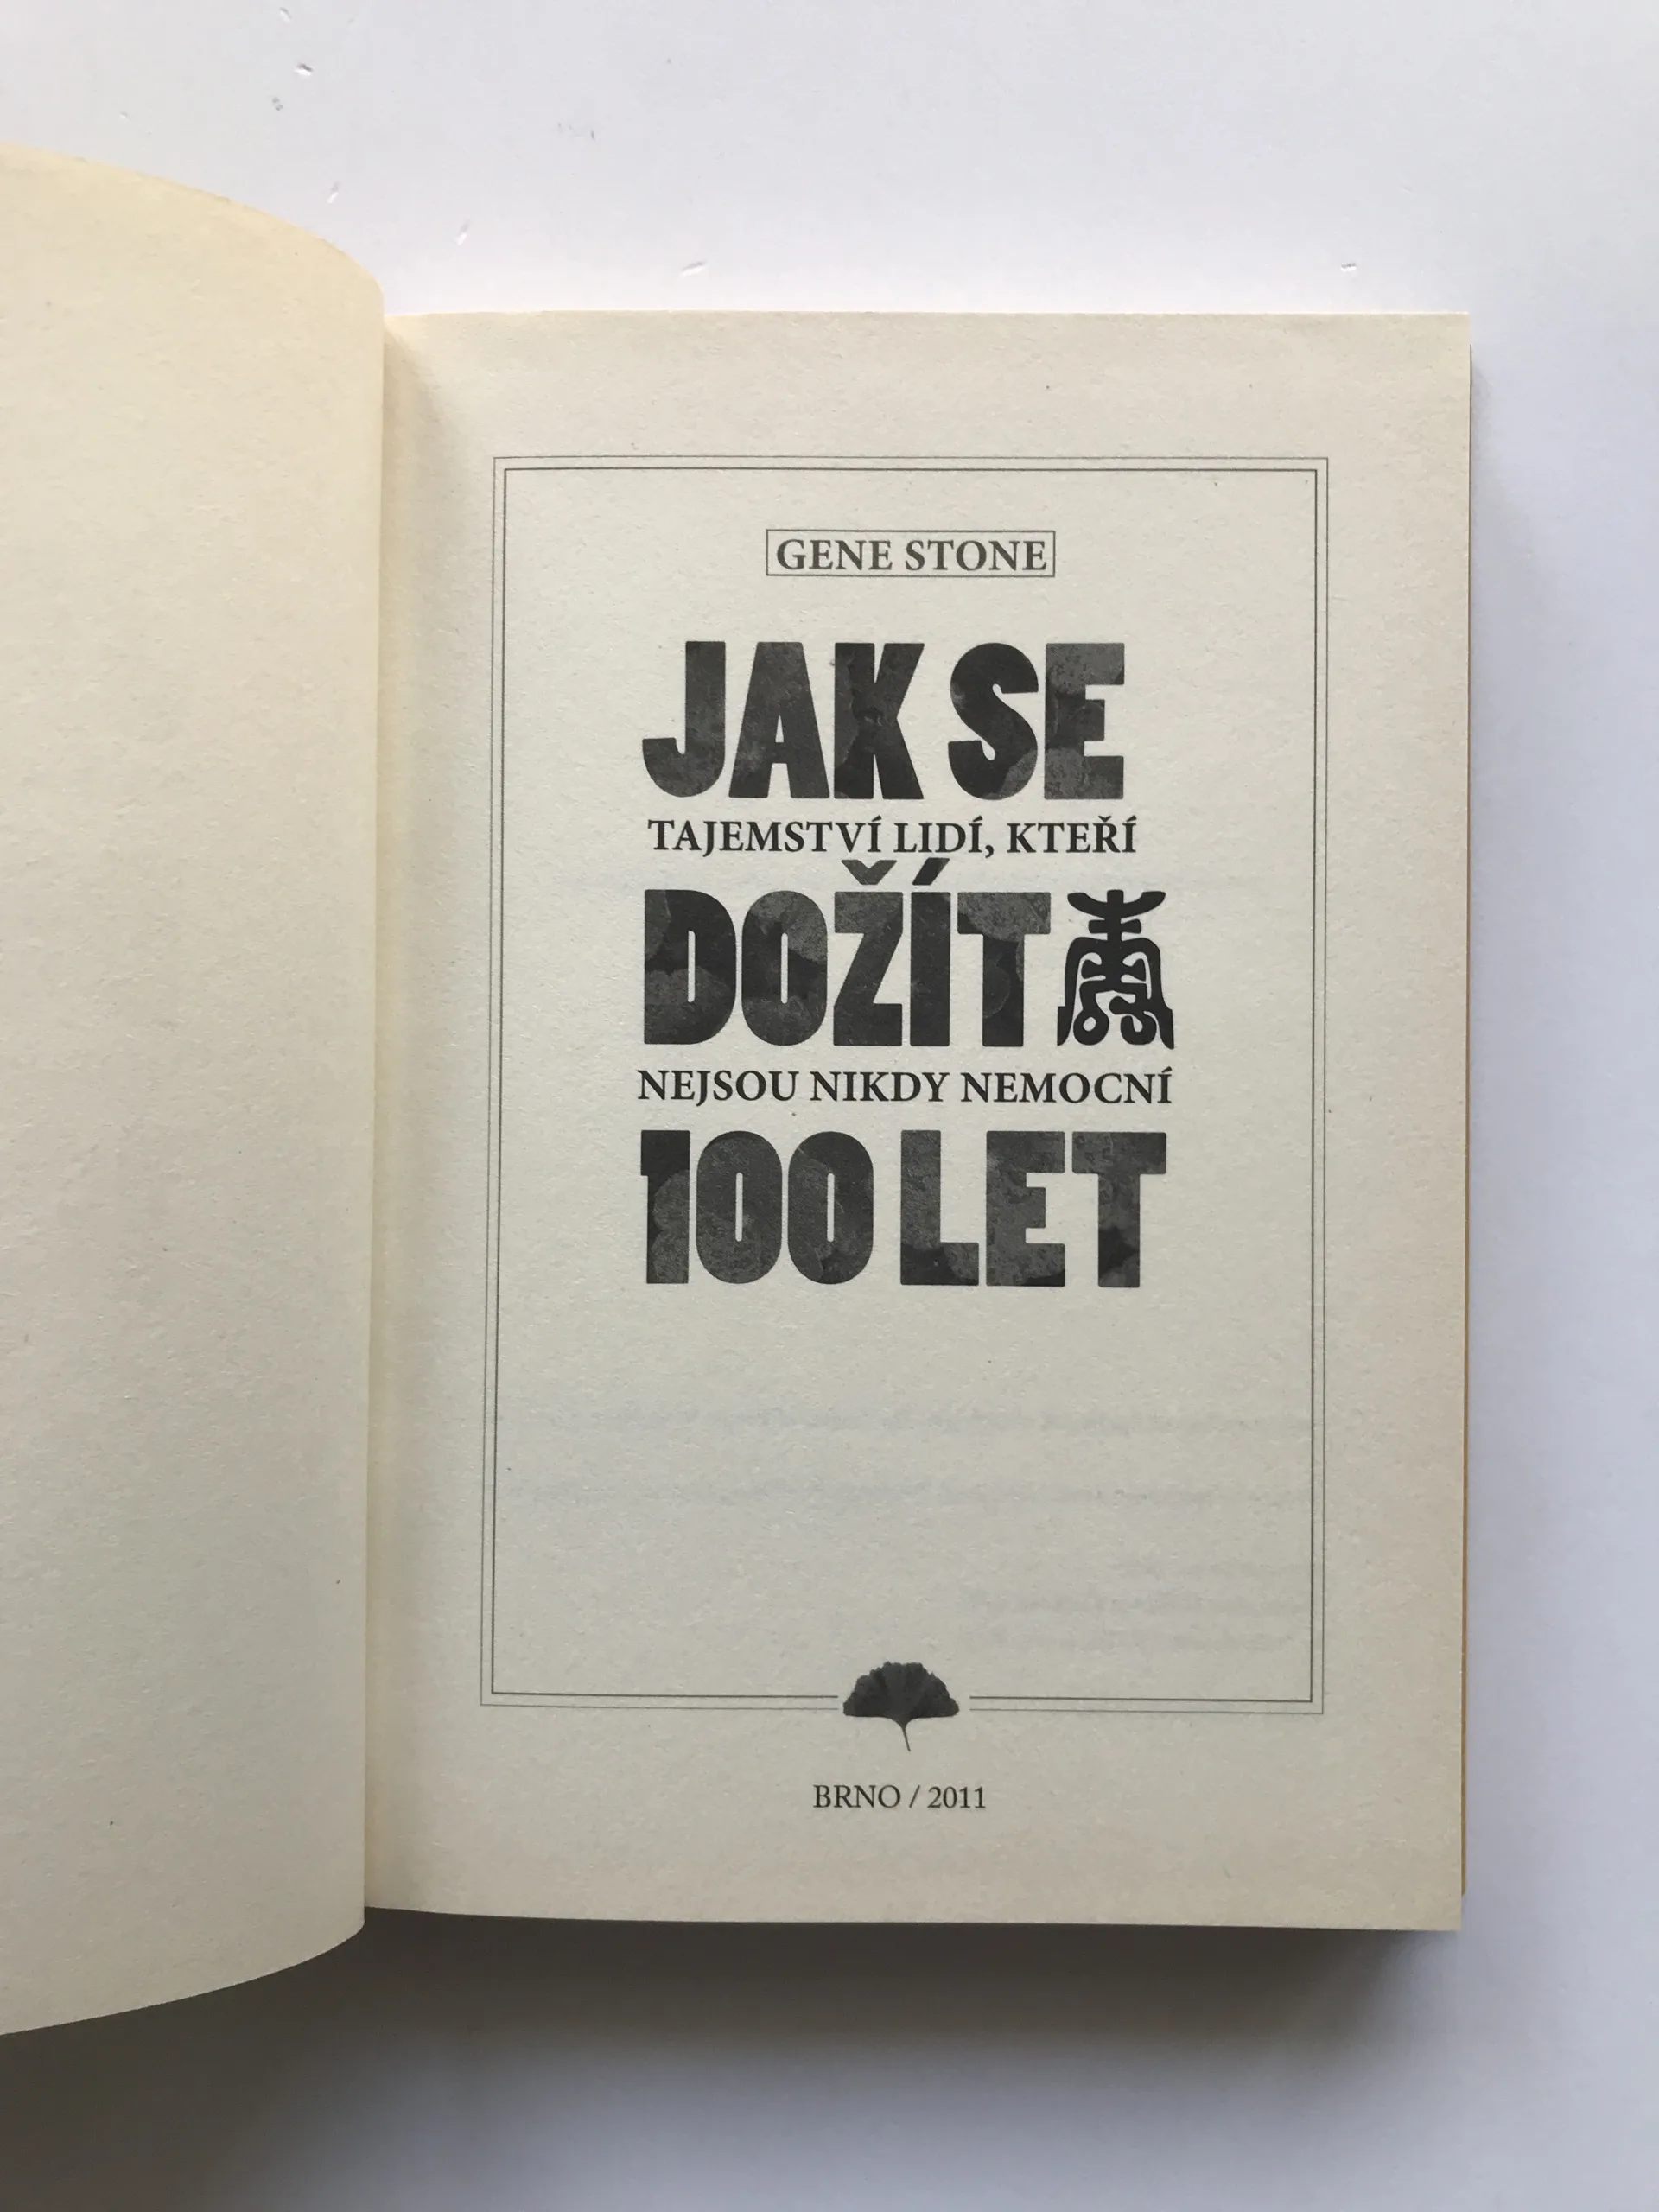 GENE STONE
JAK SE
TAJEMSTVÍ LIDÍ, KTEŘÍ
DOŽÍT
NEJSOU NIKDY NEMOCNÍ
100 LET
BRNO / 2011